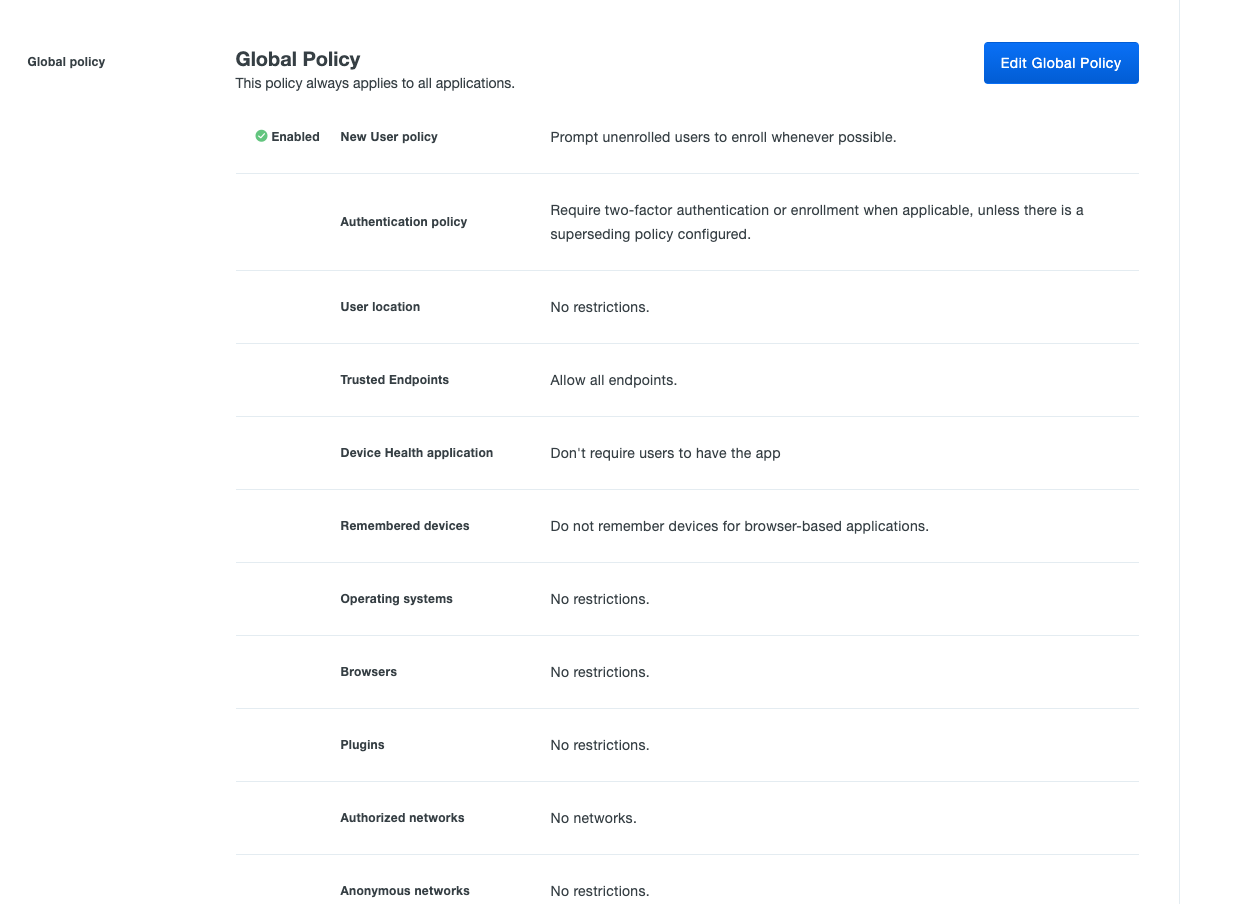 Global policy
Global Policy
Edit Global Policy
This policy always applies to all applications.
Enabled New User policy Prompt unenrolled users to enroll whenever possible.
Authentication policy Require two-factor authentication or enrollment when applicable, unless there is a
superseding policy configured.
User location No restrictions.
Trusted Endpoints Allow all endpoints.
Device Health application Don't require users to have the app
Remembered devices Do not remember devices for browser-based applications.
Operating systems No restrictions.
Browsers No restrictions.
Plugins No restrictions.
Authorized networks No networks.
Anonymous networks No restrictions.